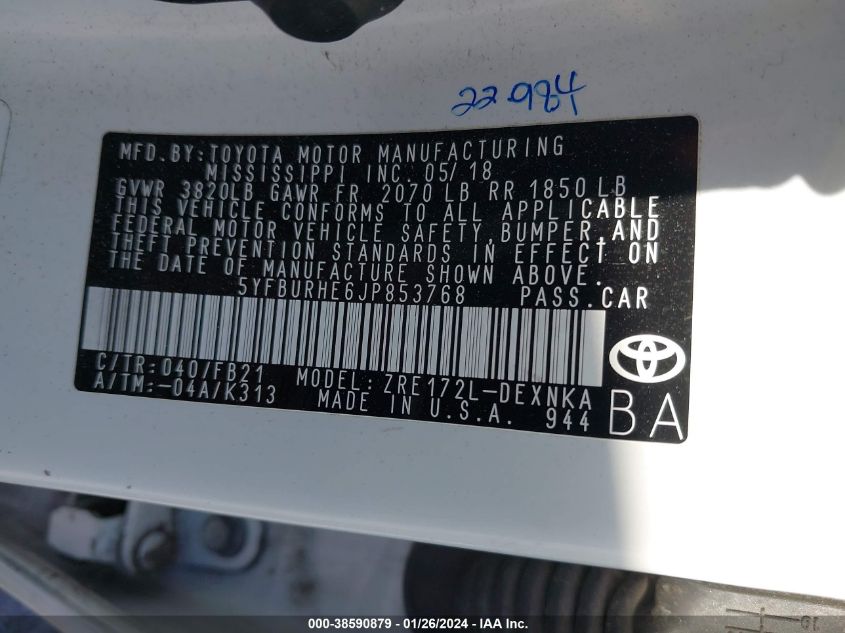 22984
MFD. BY: TOYOTA MOTOR MANUFACTURING
MISSISSIPPI INC. 05/18
GVWR 3820LB GAWR FR 2070 LB RR 1850 LB
THIS VEHICLE CONFORMS TO ALL APPLICABLE
FEDERAL MOTOR VEHICLE SAFETY, BUMPER, AND
THEFT PREVENTION STANDARDS IN EFFECT ON
THE DATE OF MANUFACTURE SHOWN ABOVE.
5YFBURHE6JP853768 PASS. CAR
C/TR: 040/FB21 MODEL: ZRE172L-DEXNKA
A/TM: -04A/K313 MADE IN U.S.A. 944
BA
000-38590879 - 01/26/2024 - IAA Inc.